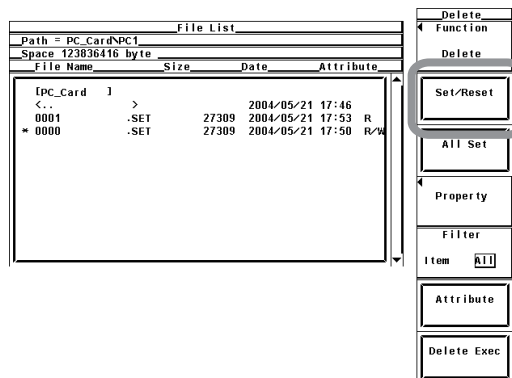 File List
Path = PC_Card\PC1
Space 123836416 byte
File Name Size Date Attribute
[PC_Card ]
<.. > 2004/05/21 17:46
0001 .SET 27309 2004/05/21 17:53 R
* 0000 .SET 27309 2004/05/21 17:50 R/W
Delete
Function
Delete
Set/Reset
All Set
Property
Filter
Item All
Attribute
Delete Exec